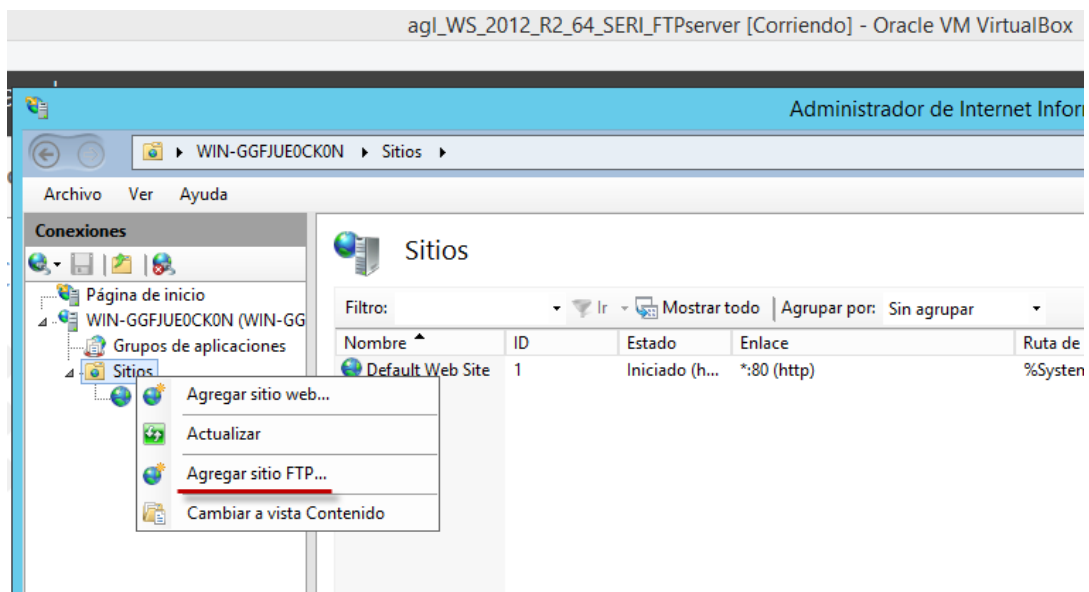 agl_WS_2012_R2_64_SERI_FTPserver [Corriendo] - Oracle VM VirtualBox
Administrador de Internet Infor
WIN-GGFJUE0CK0N Sitios
Archivo Ver Ayuda
Conexiones
Sitios
Página de inicio
WIN-GGFJUE0CK0N (WIN-GG
Grupos de aplicaciones
Sitios
Filtro: Ir Mostrar todo Agrupar por: Sin agrupar
Nombre ID Estado Enlace Ruta de
Default Web Site 1 Iniciado (h... *:80 (http) %System
Agregar sitio web...
Actualizar
Agregar sitio FTP...
Cambiar a vista Contenido